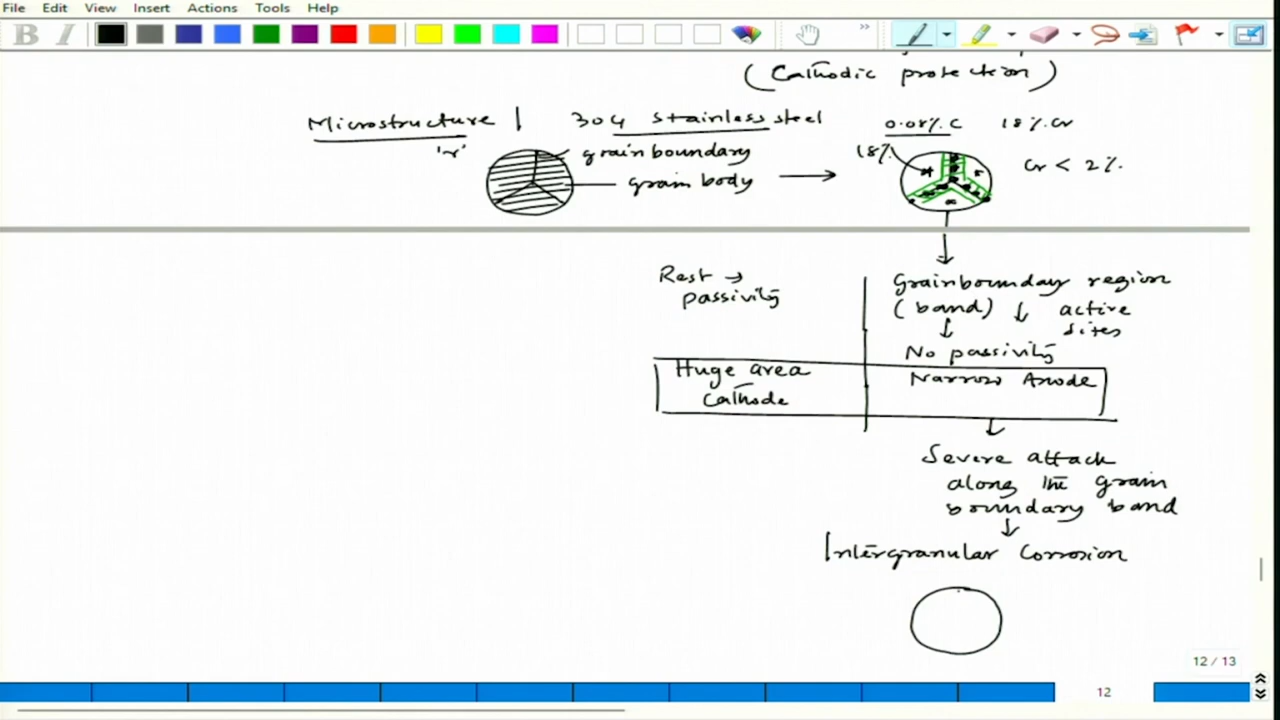 File Edit View Insert Actions Tools Help
B I
(Cathodic protection)
Microstructure | 304 stainless steel 0.08%. C 18%. Cr
'γ' grain boundary 18%.
grain body Cr < 2%.
Rest → passivity
Grainboundary region
(band) active sites
No passivity
Huge area Cathode
Narrow Anode
Severe attack
along the grain
boundary band
Intergranular Corrosion
12 / 13
12